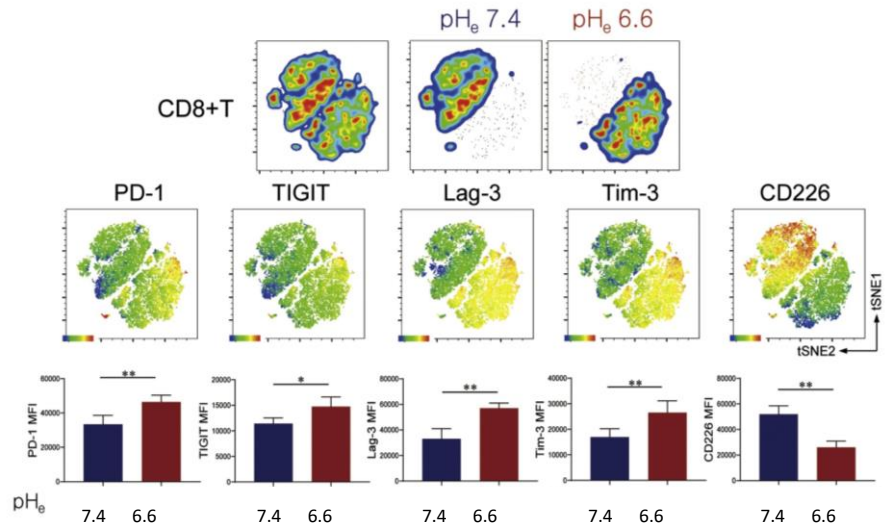 pHe 7.4 pHe 6.6
CD8+T
PD-1 TIGIT Lag-3 Tim-3 CD226
tSNE1
tSNE2
** * ** ** **
PD-1 MFI 80000 60000 40000 20000 0
TIGIT MFI 20000 15000 10000 5000 0
Lag-3 MFI 80000 60000 40000 20000 0
Tim-3 MFI 40000 30000 20000 10000 0
CD226 MFI 80000 60000 40000 20000 0
pHe
7.4 6.6 7.4 6.6 7.4 6.6 7.4 6.6 7.4 6.6